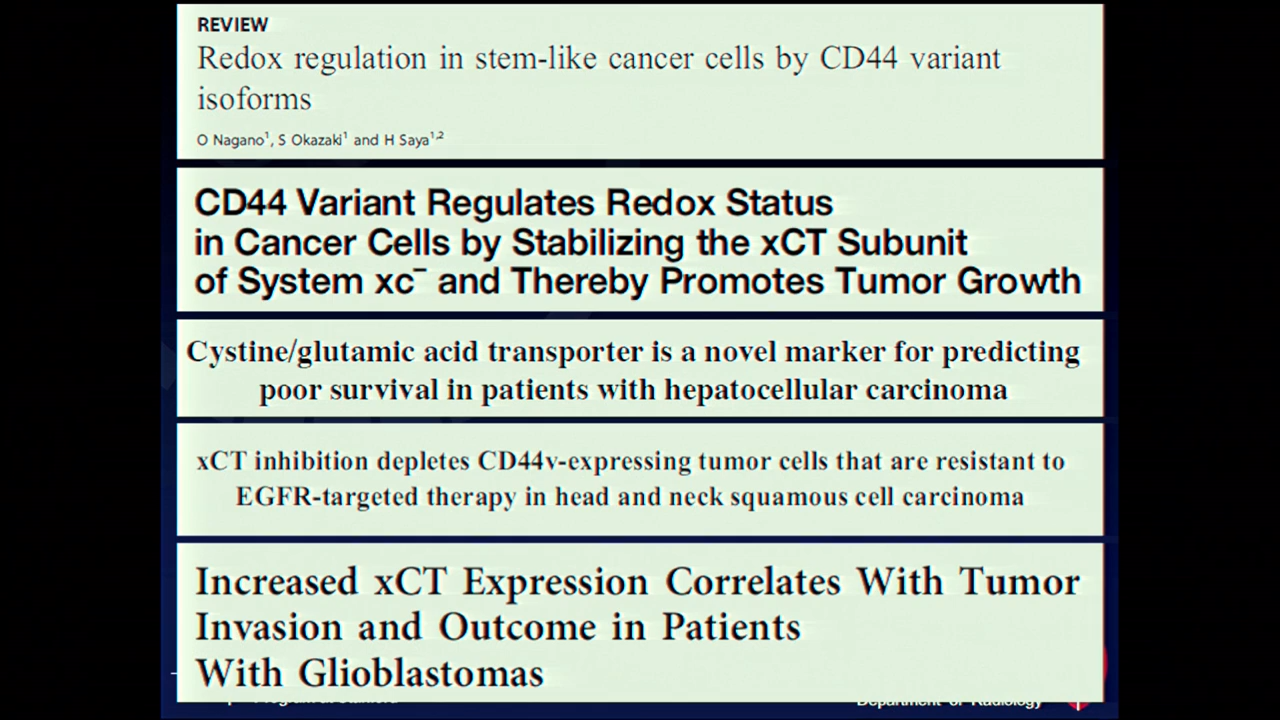 REVIEW
Redox regulation in stem-like cancer cells by CD44 variant
isoforms
O Nagano¹, S Okazaki¹ and H Saya¹,²
CD44 Variant Regulates Redox Status
in Cancer Cells by Stabilizing the xCT Subunit
of System xc⁻ and Thereby Promotes Tumor Growth
Cystine/glutamic acid transporter is a novel marker for predicting
poor survival in patients with hepatocellular carcinoma
xCT inhibition depletes CD44v-expressing tumor cells that are resistant to
EGFR-targeted therapy in head and neck squamous cell carcinoma
Increased xCT Expression Correlates With Tumor
Invasion and Outcome in Patients
With Glioblastomas
Program at Stanford
Department of Radiology